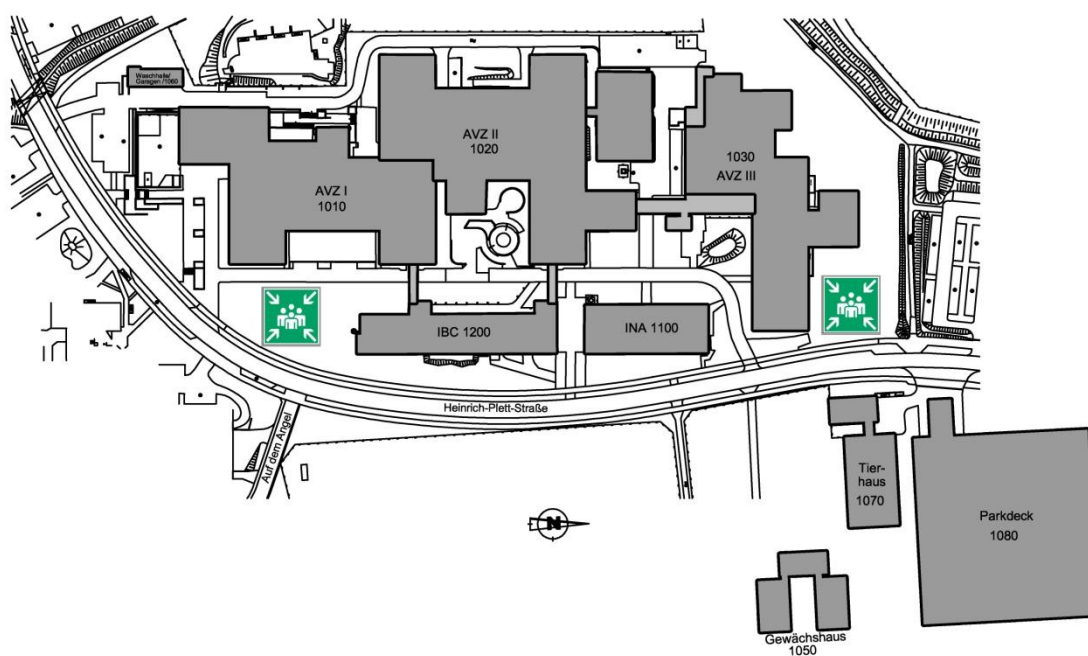 Waschhalle/
Garagen /1060
AVZ II
1020
1030
AVZ III
AVZ I
1010
IBC 1200
INA 1100
Heinrich-Plett-Straße
Auf dem Angel
Tier-
haus
1070
Parkdeck
1080
N
Gewächshaus
1050